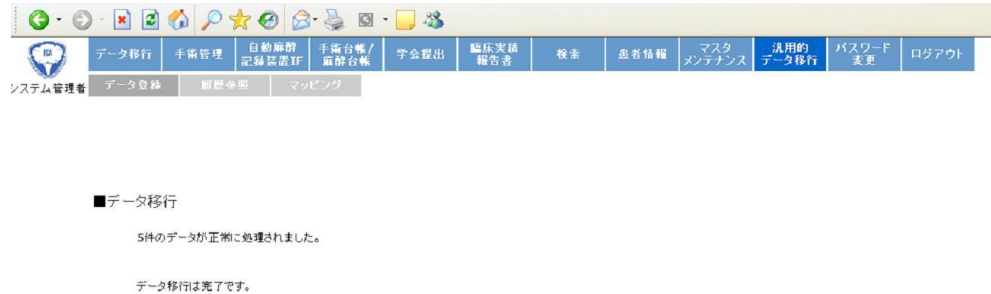 データ移行
手術管理
自動麻酔
記録装置IF
手術台帳/
麻酔台帳
学会提出
臨床実績
報告書
検索
患者情報
マスタ
メンテナンス
汎用的
データ移行
パスワード
変更
ログアウト
システム管理者
データ登録
履歴参照
マッピング
■データ移行
5件のデータが正常に処理されました。
データ移行は完了です。